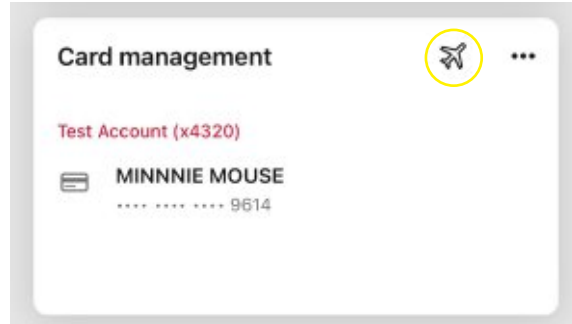 Card management
Test Account (x4320)
MINNNIE MOUSE
•••• •••• •••• 9614